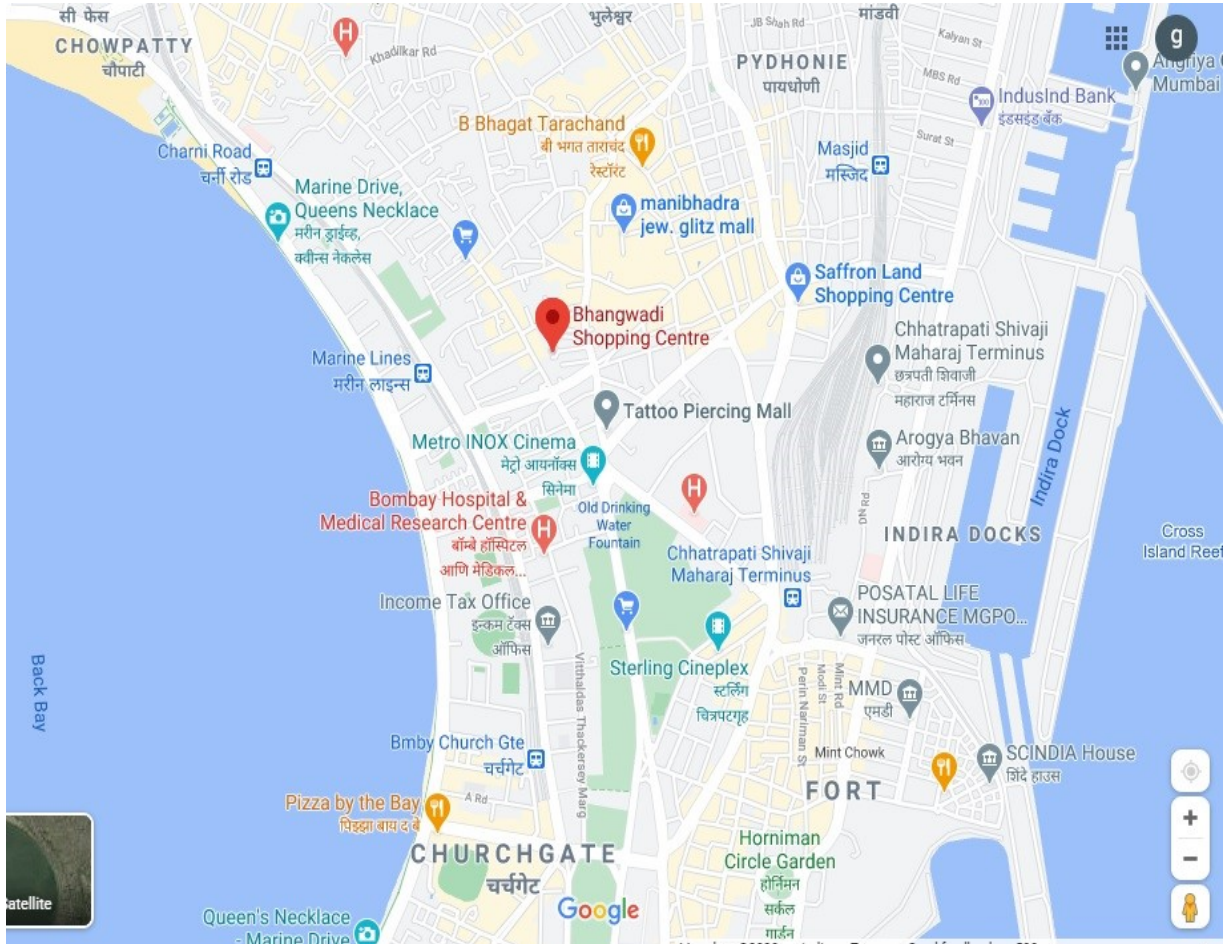 सी फेस
CHOWPATTY
चौपाटी
Khadilkar Rd
भुलेश्वर
JB Shah Rd
मांडवी
Kalyan St
PYDHONIE
पायधोणी
MBS Rd
g
Mumbai
IndusInd Bank
इंडसइंड बँक
Surat St
B Bhagat Tarachand
बी भगत ताराचंद
रेस्टॉरंट
Charni Road
चर्नी रोड
Masjid
मस्जिद
Marine Drive,
Queens Necklace
मरीन ड्राईव्ह,
क्वीन्स नेकलेस
manibhadra
jew. glitz mall
Saffron Land
Shopping Centre
Bhangwadi
Shopping Centre
Chhatrapati Shivaji
Maharaj Terminus
छत्रपती शिवाजी
महाराज टर्मिनस
Marine Lines
मरीन लाइन्स
Tattoo Piercing Mall
Metro INOX Cinema
मेट्रो आयनॉक्स
सिनेमा
Arogya Bhavan
आरोग्य भवन
Indira Dock
Bombay Hospital &
Medical Research Centre
बॉम्बे हॉस्पिटल
आणि मेडिकल...
H
H
H
Old Drinking
Water
Fountain
DN RD
INDIRA DOCKS
Cross
Island Reef
Chhatrapati Shivaji
Maharaj Terminus
Income Tax Office
इन्कम टॅक्स
ऑफिस
POSATAL LIFE
INSURANCE MGPO...
जनरल पोस्ट ऑफिस
Back Bay
Vitthaldas Thackersey Marg
Sterling Cineplex
स्टर्लिंग
चित्रपटगृह
Perin Nariman St
Modi St
Mint Rd
MMD
एमडी
Bmby Church Gte
चर्चगेट
Mint Chowk
SCINDIA House
शिंदे हाउस
A Rd
FORT
Pizza by the Bay
पिझ्झा बाय द बे
CHURCHGATE
चर्चगेट
Horniman
Circle Garden
होर्निमन
सर्कल
गार्डन
Satellite
Google
Queen's Necklace
- Marine Drive